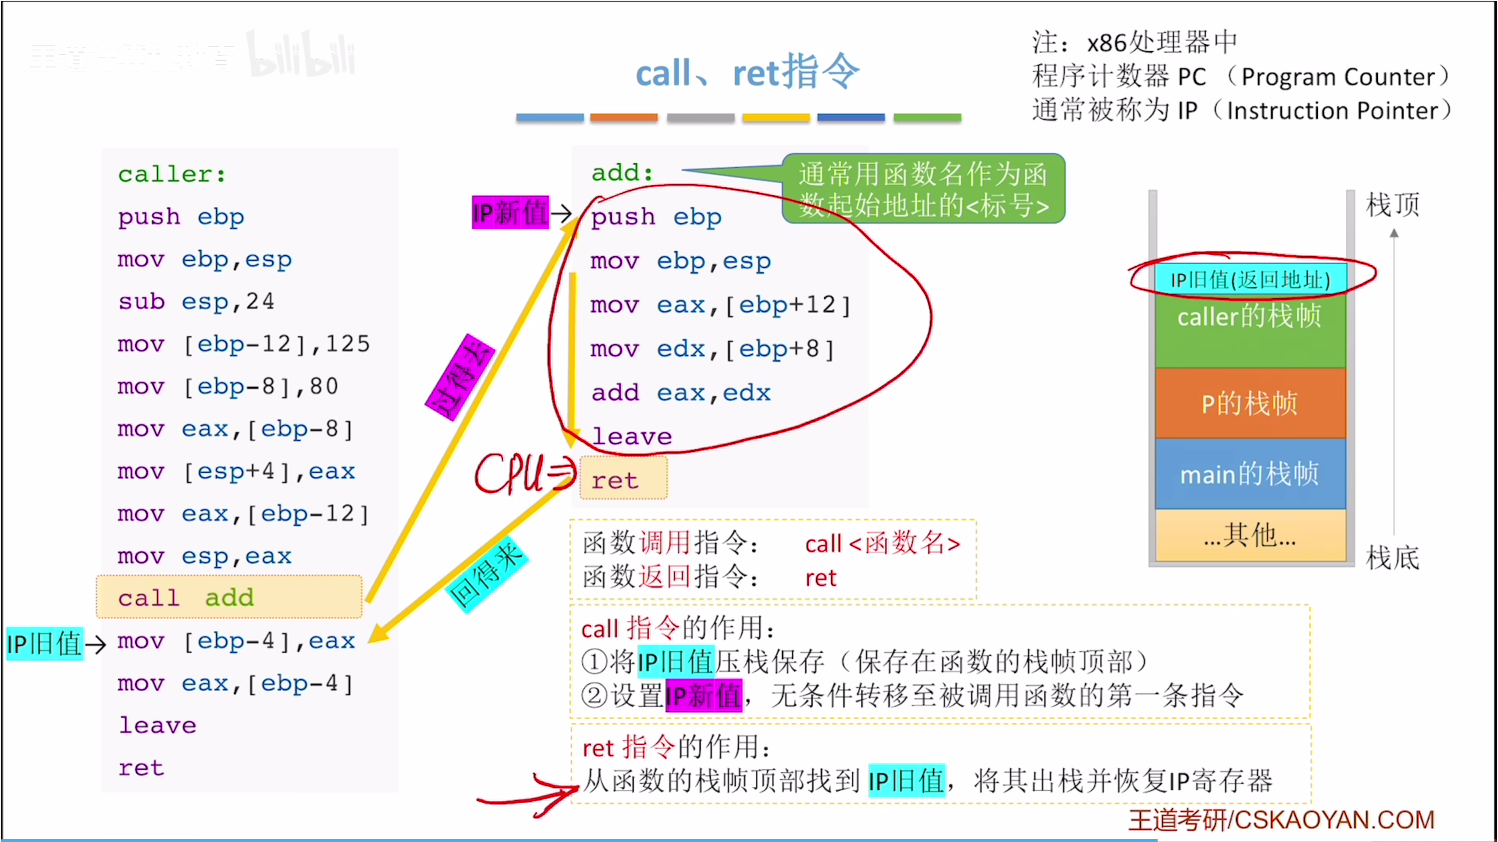 bilibili
call、ret指令
注：x86处理器中
程序计数器 PC （Program Counter）
通常被称为 IP（Instruction Pointer）
caller:
push ebp
mov ebp,esp
sub esp,24
mov [ebp-12],125
mov [ebp-8],80
mov eax,[ebp-8]
mov [esp+4],eax
mov eax,[ebp-12]
mov esp,eax
call add
IP旧值→
mov [ebp-4],eax
mov eax,[ebp-4]
leave
ret
过得去
回得来
add:
通常用函数名作为函
数起始地址的<标号>
IP新值→
push ebp
mov ebp,esp
mov eax,[ebp+12]
mov edx,[ebp+8]
add eax,edx
leave
CPU⇒
ret
栈顶
IP旧值(返回地址)
caller的栈帧
P的栈帧
main的栈帧
...其他...
栈底
函数调用指令： call <函数名>
函数返回指令： ret
call 指令的作用：
①将IP旧值压栈保存（保存在函数的栈帧顶部）
②设置IP新值，无条件转移至被调用函数的第一条指令
ret 指令的作用：
从函数的栈帧顶部找到 IP旧值，将其出栈并恢复IP寄存器
王道考研/CSKAOYAN.COM